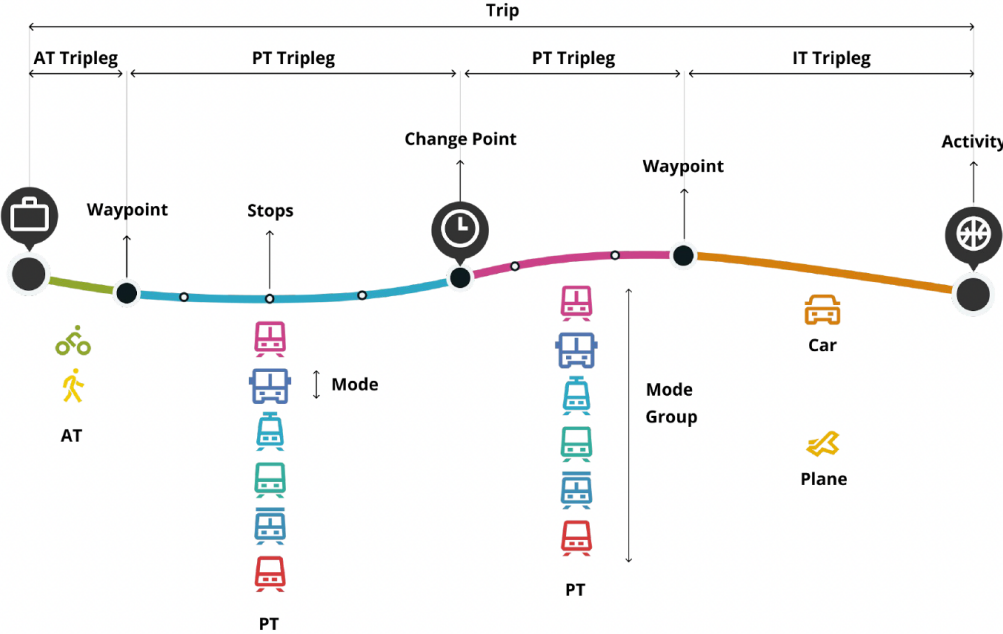 Trip
AT Tripleg
PT Tripleg
PT Tripleg
IT Tripleg
Change Point
Activity
Waypoint
Waypoint
Stops
Car
Mode
Mode
Group
AT
Plane
PT
PT